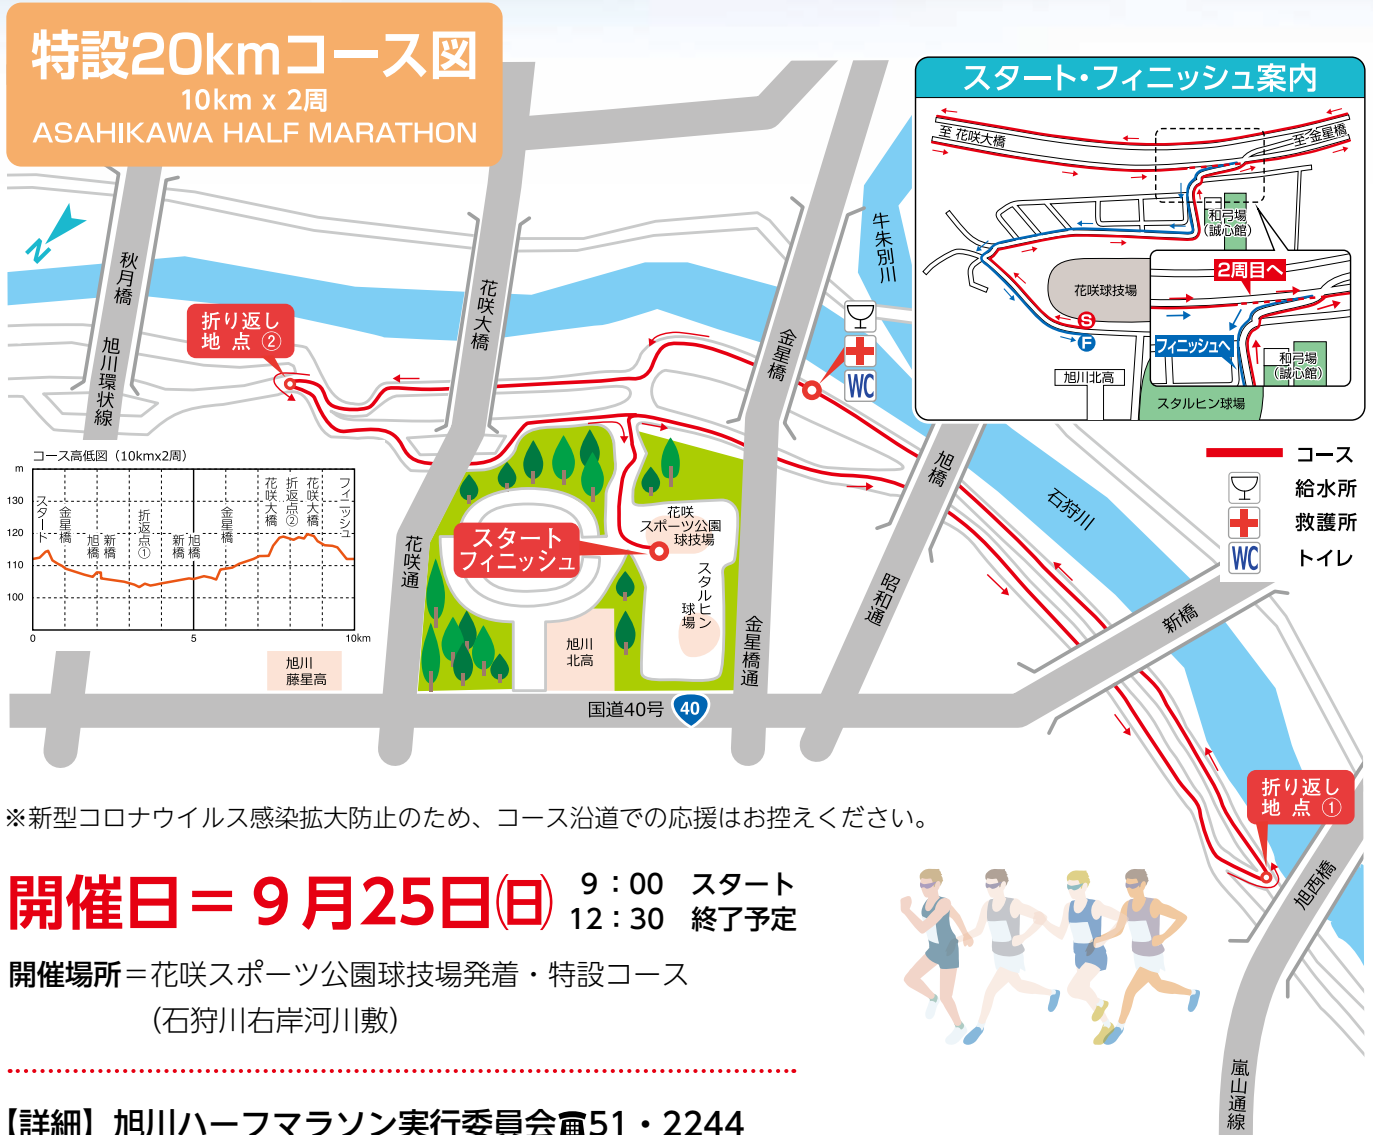 特設20kmコース図
10km x 2周
ASAHIKAWA HALF MARATHON
スタート・フィニッシュ案内
至 花咲大橋
至 金星橋
和弓場
(誠心館)
2周目へ
花咲球技場
S
F
フィニッシュへ
和弓場
(誠心館)
旭川北高
スタルヒン球場
N
秋月橋
旭川環状線
花咲大橋
牛朱別川
金星橋
WC
折り返し
地点②
旭橋
石狩川
コース
給水所
救護所
WC トイレ
コース高低図（10kmx2周）
m
130
120
110
100
スタート
金星橋
旭橋
新橋
折返点①
新橋
旭橋
金星橋
花咲大橋
折返点②
花咲大橋
フィニッシュ
0
5
10km
花咲
スポーツ公園
球技場
スタート
フィニッシュ
スタルヒン
球場
花咲通
昭和通
新橋
金星橋通
旭川
北高
旭川
藤星高
国道40号 40
折り返し
地点①
旭西橋
嵐山通線
※新型コロナウイルス感染拡大防止のため、コース沿道での応援はお控えください。
開催日＝９月25日(日)
9：00 スタート
12：30 終了予定
開催場所＝花咲スポーツ公園球技場発着・特設コース
（石狩川右岸河川敷）
【詳細】旭川ハーフマラソン実行委員会☎51・2244